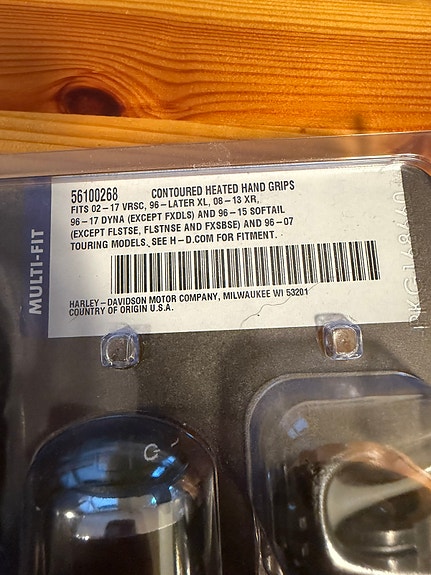 56100268 CONTOURED HEATED HAND GRIPS
FITS 02-17 VRSC, 96-LATER XL, 08-13 XR,
96-17 DYNA (EXCEPT FXDLS) AND 96-15 SOFTAIL
(EXCEPT FLSTSE, FLSTNSE AND FXSBSE) AND 96-07
TOURING MODELS. SEE H-D.COM FOR FITMENT.
HARLEY-DAVIDSON MOTOR COMPANY, MILWAUKEE WI 53201
COUNTRY OF ORIGIN U.S.A.
MULTI-FIT